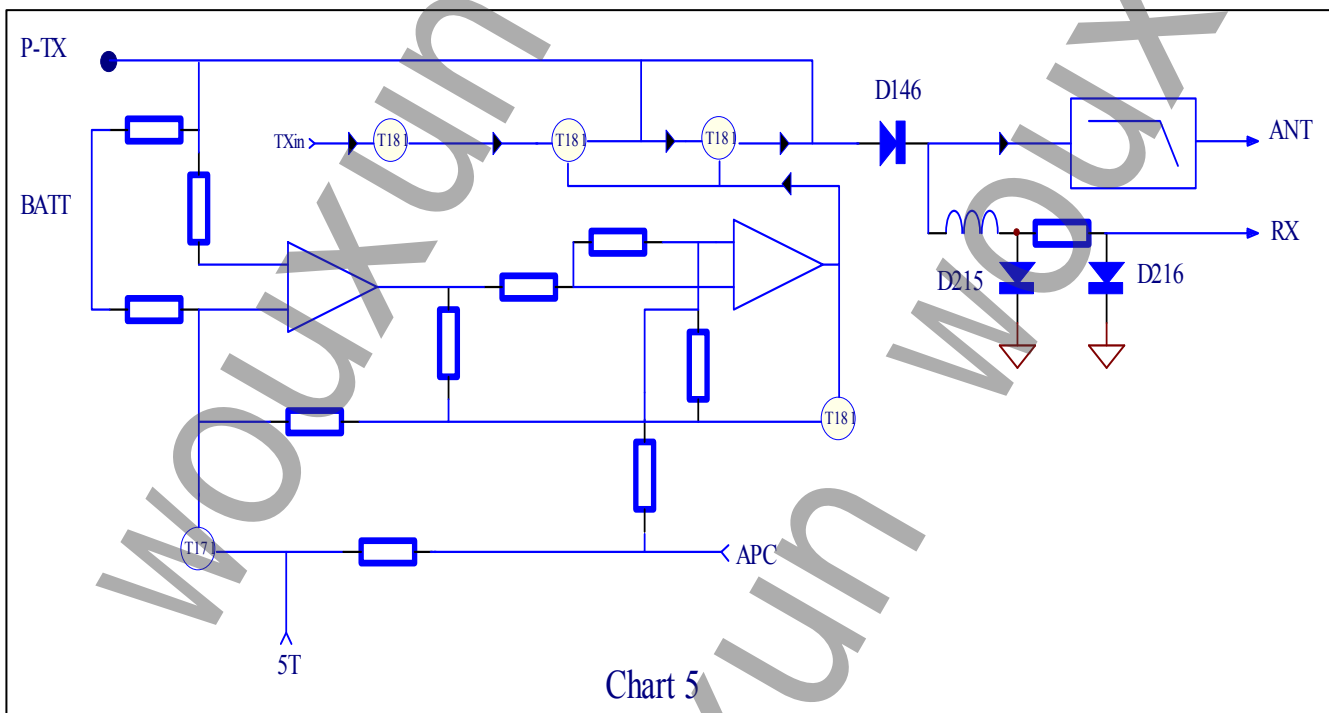 P-TX
D146
TXin
T181
T181
T181
ANT
BATT
RX
D215
D216
T181
T171
APC
5T
Chart 5
wouxun
wouxun
wouxun